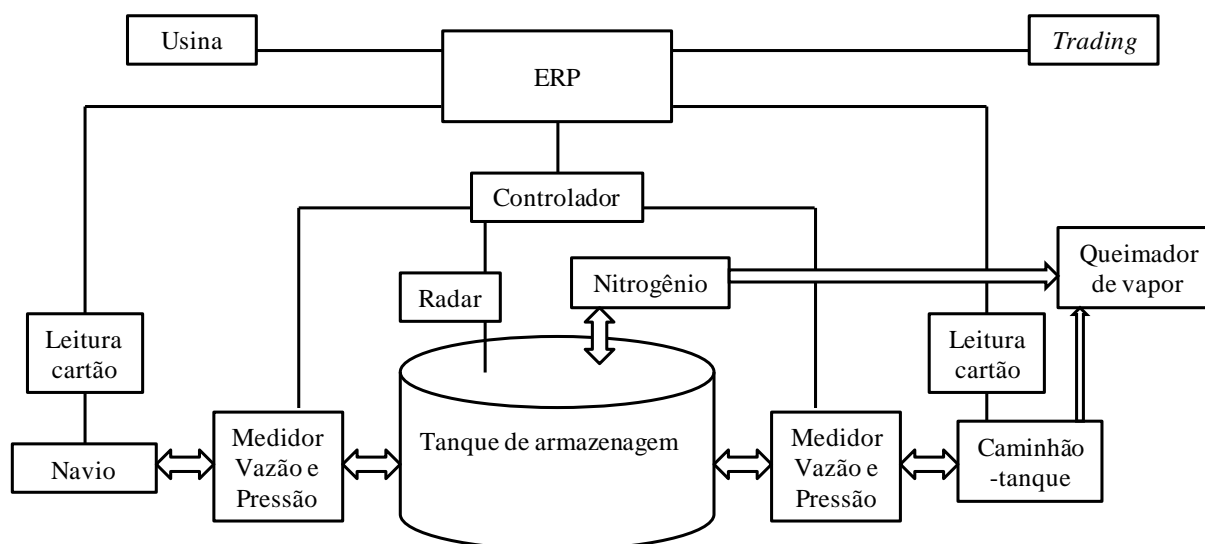 Usina
Trading
ERP
Controlador
Nitrogênio
Queimador
de vapor
Radar
Leitura
cartão
Leitura
cartão
Tanque de armazenagem
Medidor
Vazão e
Pressão
Medidor
Vazão e
Pressão
Navio
Caminhão
-tanque